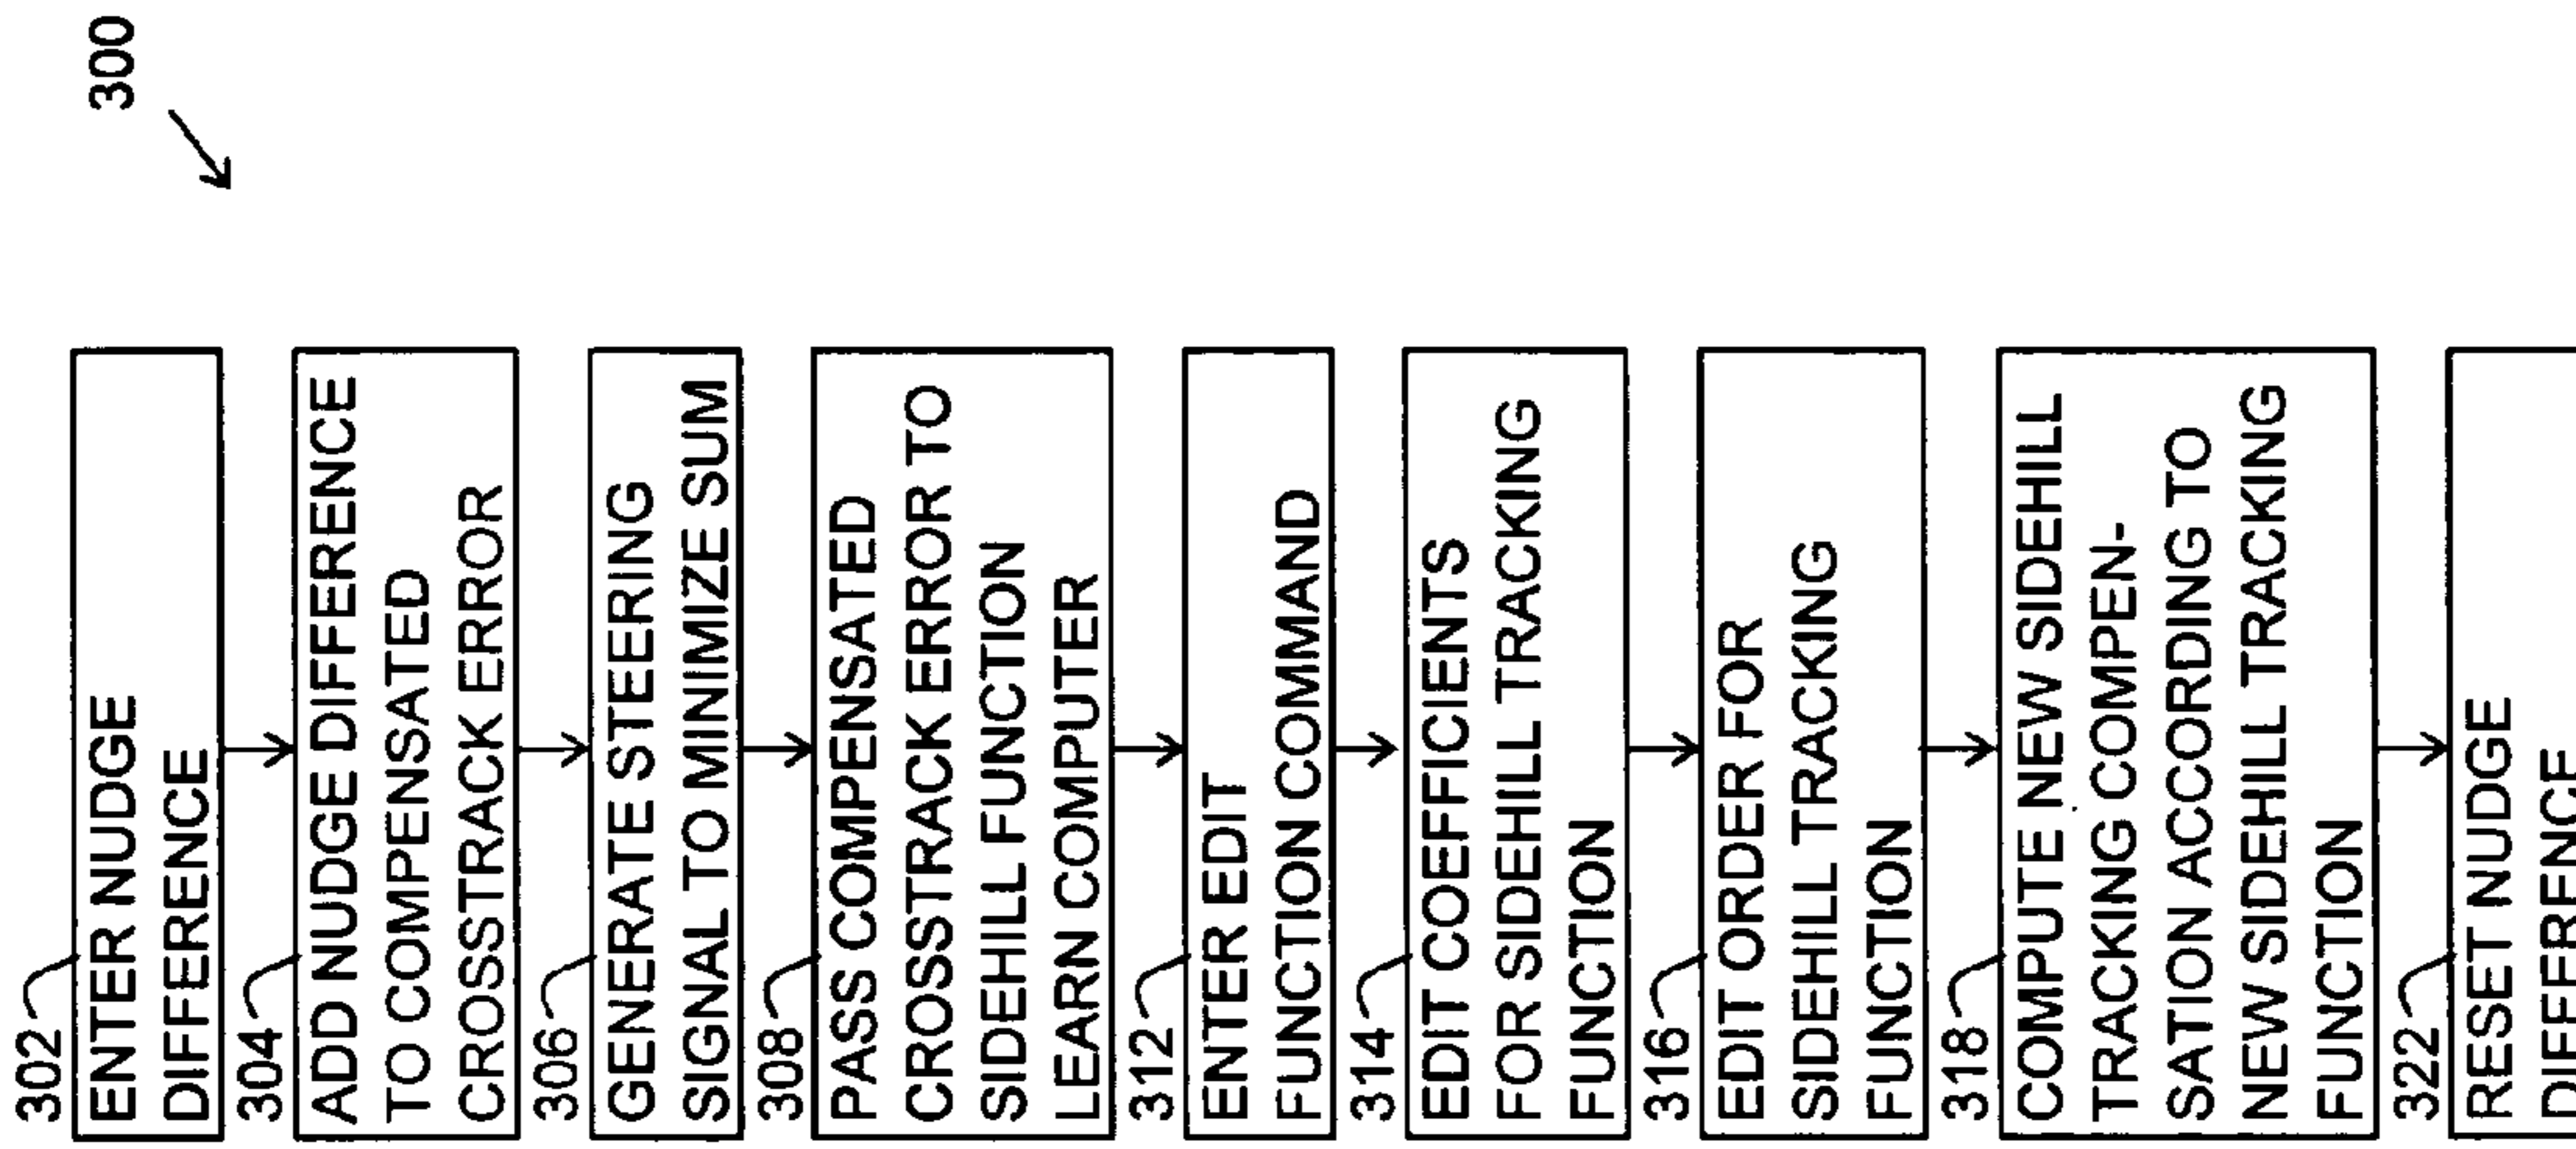 300
302
ENTER NUDGE
DIFFERENCE
304
ADD NUDGE DIFFERENCE
TO COMPENSATED
CROSSTRACK ERROR
306
GENERATE STEERING
SIGNAL TO MINIMIZE SUM
308
PASS COMPENSATED
CROSSTRACK ERROR TO
SIDEHILL FUNCTION
LEARN COMPUTER
312
ENTER EDIT
FUNCTION COMMAND
314
EDIT COEFFICIENTS
FOR SIDEHILL TRACKING
FUNCTION
316
EDIT ORDER FOR
SIDEHILL TRACKING
FUNCTION
318
COMPUTE NEW SIDEHILL
TRACKING COMPEN-
SATION ACCORDING TO
NEW SIDEHILL TRACKING
FUNCTION
322
RESET NUDGE
DIFFERENCE